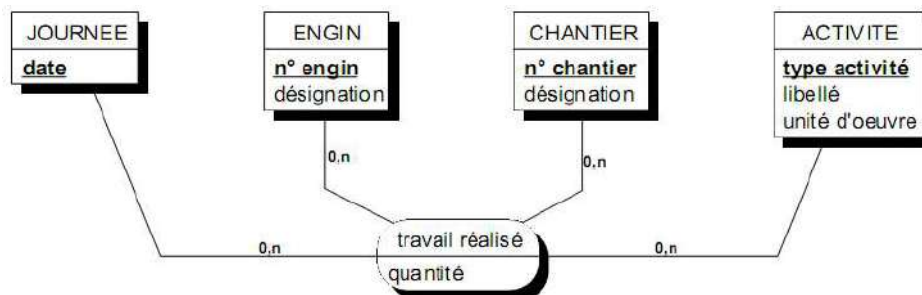 JOURNEE
date
ENGIN
n° engin
désignation
CHANTIER
n° chantier
désignation
ACTIVITE
type activité
libellé
unité d'oeuvre
0,n
0,n
0,n
0,n
travail réalisé
quantité